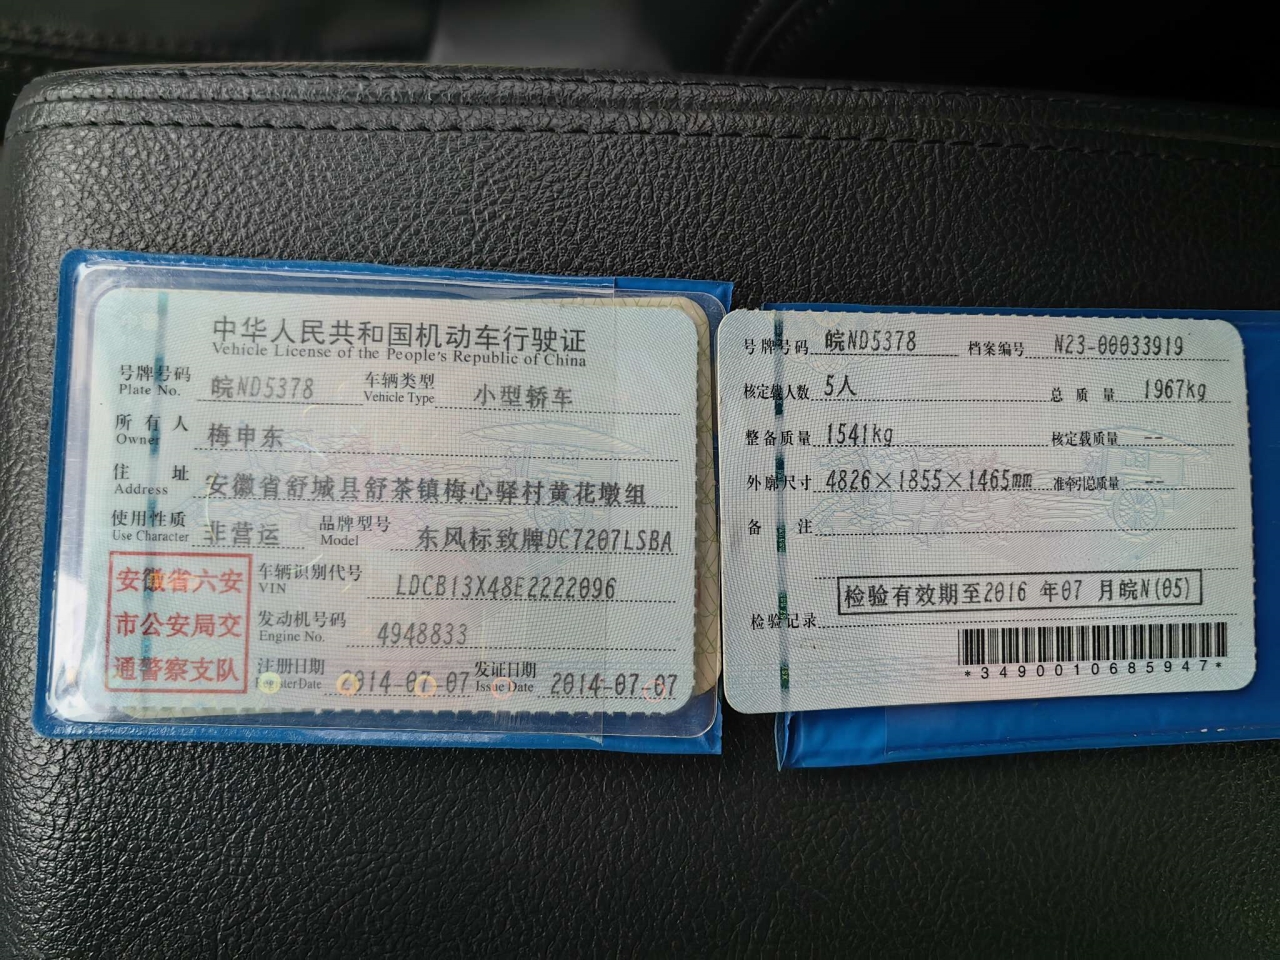 中华人民共和国机动车行驶证
Vehicle License of the People's Republic of China
号牌号码 皖ND5378 车辆类型 小型轿车
Plate No. Vehicle Type
所有人 梅申东
Owner
住址 安徽省舒城县舒茶镇梅心驿村黄花墩组
Address
使用性质 非营运 品牌型号 东风标致牌DC7207LSBA
Use Character Model
安徽省六安
市公安局交
通警察支队
车辆识别代号 LDCB13X48E2222096
VIN
发动机号码 4948833
Engine No.
注册日期 2014-07-07 发证日期 2014-07-07
Register Date Issue Date
号牌号码 皖ND5378 档案编号 N23-00033919
核定载人数 5人 总质量 1967kg
整备质量 1541kg 核定载质量 --
外廓尺寸 4826×1855×1465mm 准牵引总质量 --
备注
检验有效期至2016 年07 月皖N(05)
检验记录
*3490010685947*